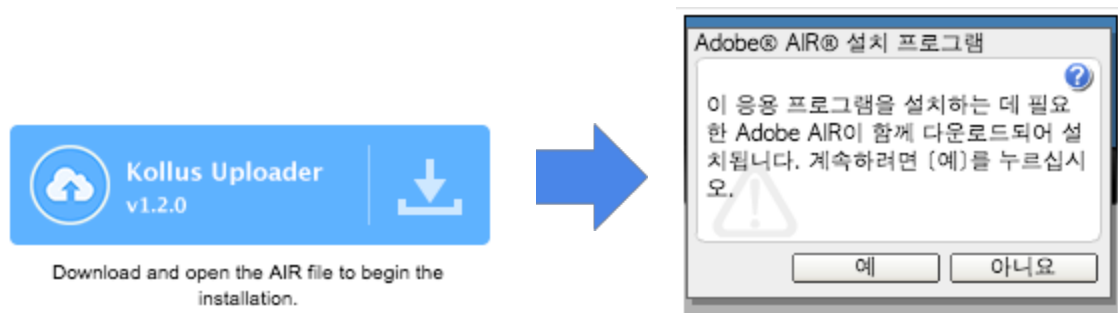 Kollus Uploader
v1.2.0
Download and open the AIR file to begin the
installation.
Adobe® AIR® 설치 프로그램
이 응용 프로그램을 설치하는 데 필요
한 Adobe AIR이 함께 다운로드되어 설
치됩니다. 계속하려면 [예]를 누르십시
오.
예
아니요